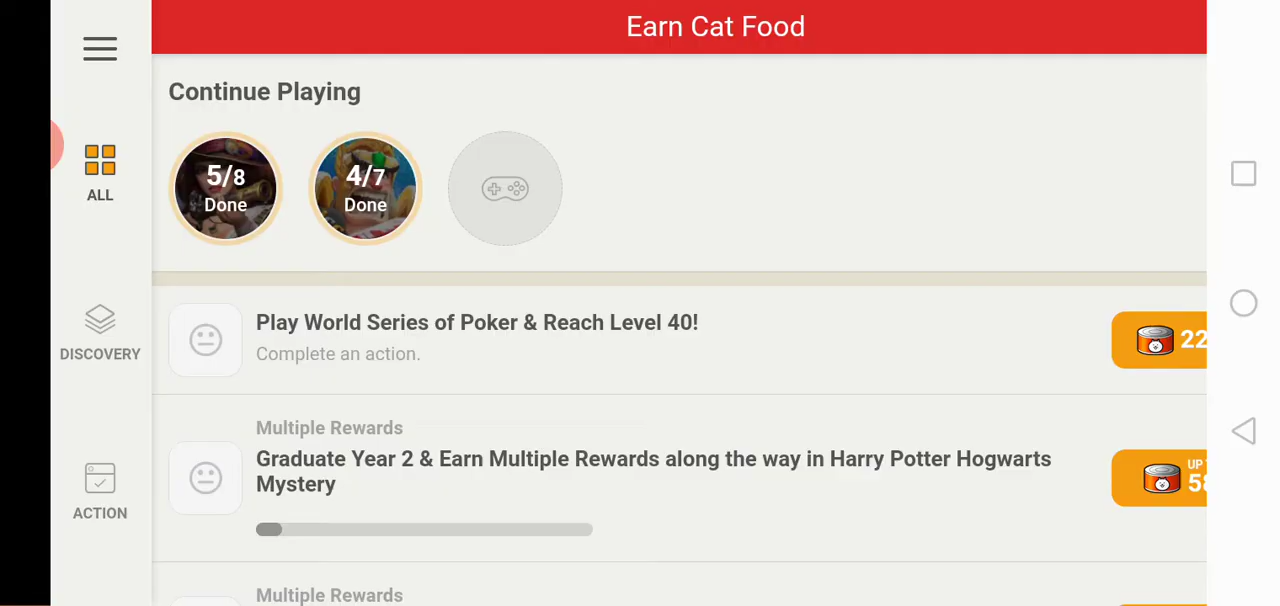 Earn Cat Food
Continue Playing
5/8
Done
4/7
Done
ALL
Play World Series of Poker & Reach Level 40!
Complete an action.
22
DISCOVERY
Multiple Rewards
Graduate Year 2 & Earn Multiple Rewards along the way in Harry Potter Hogwarts
Mystery
UP
ACTION
Multiple Rewards